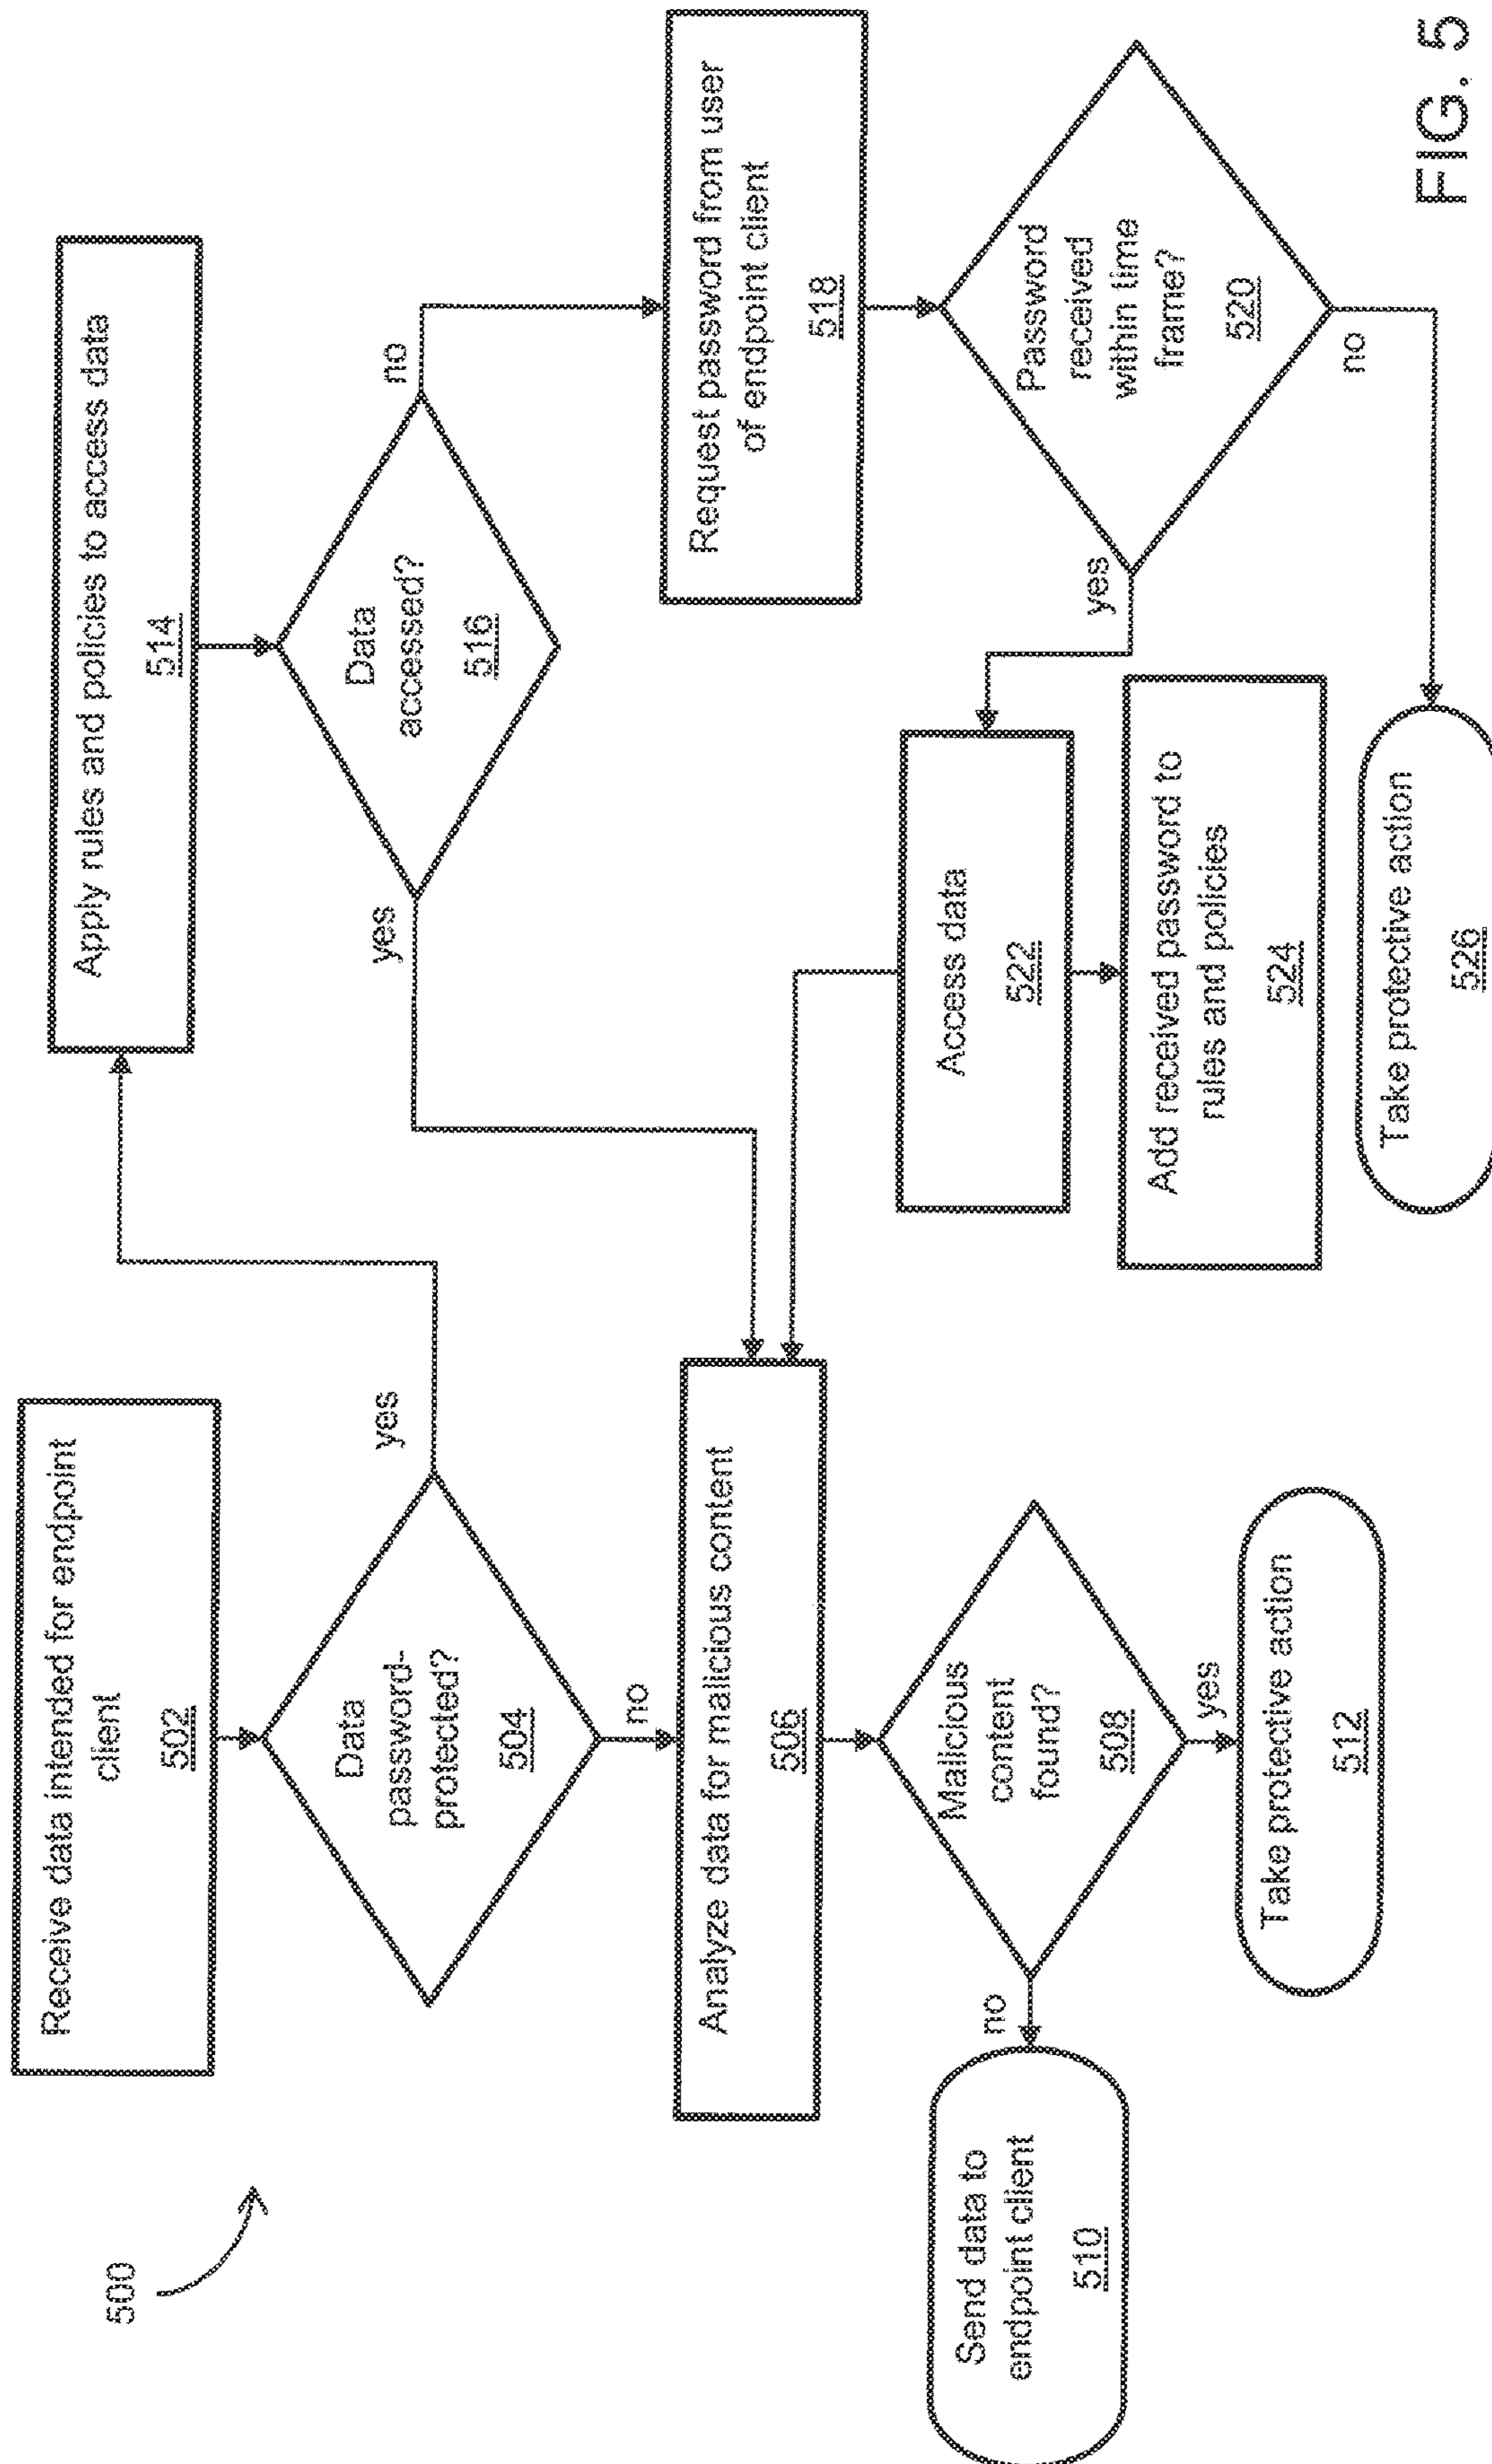 500
Receive data intended for endpoint
client
502
Data
password-
protected?
504
yes
no
Analyze data for malicious content
506
Malicious
content
found?
508
no
yes
Send data to
endpoint client
510
Take protective action
512
Apply rules and policies to access data
514
Data
accessed?
516
yes
no
Request password from user
of endpoint client
518
Password
received
within time
frame?
520
yes
no
Access data
522
Add received password to
rules and policies
524
Take protective action
526
FIG. 5